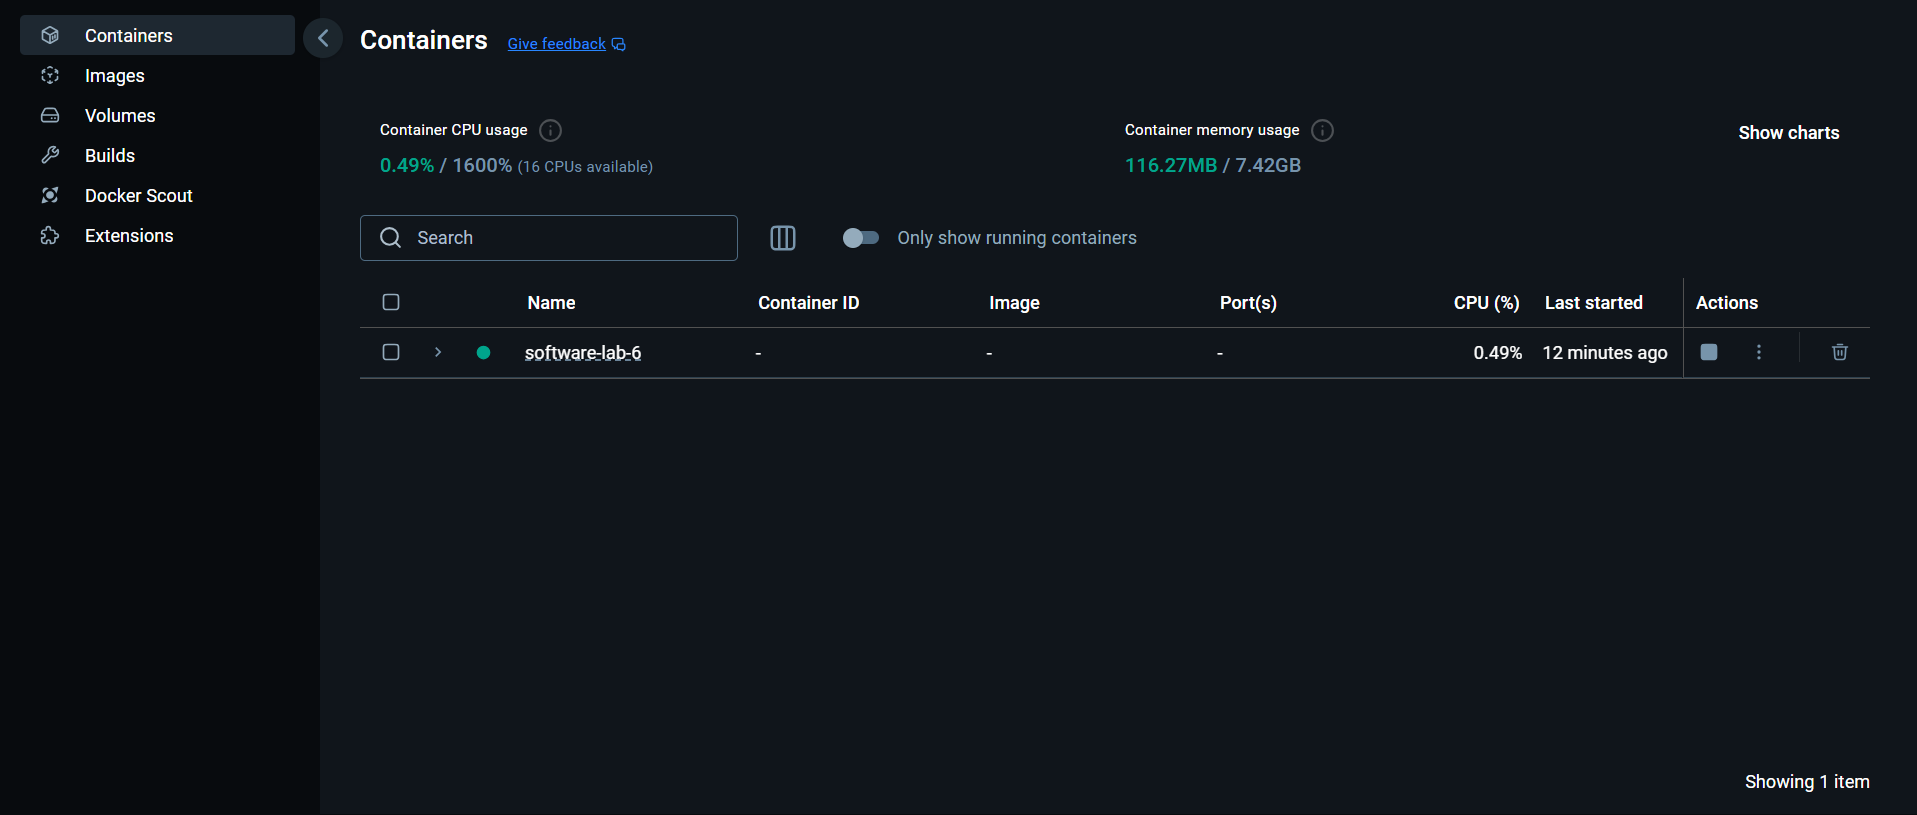 Containers
Images
Volumes
Builds
Docker Scout
Extensions
Containers Give feedback
Container CPU usage
0.49% / 1600% (16 CPUs available)
Container memory usage
116.27MB / 7.42GB
Show charts
Search
Only show running containers
Name Container ID Image Port(s) CPU (%) Last started Actions
software-lab-6 - - - 0.49% 12 minutes ago
Showing 1 item